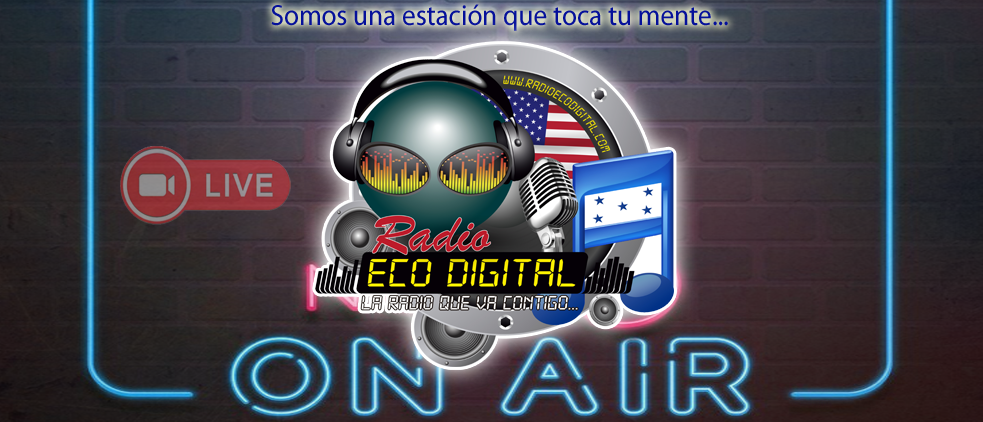 Somos una estación que toca tu mente...
WWW.RADIOECODIGITAL.COM
LIVE
Radio
ECO DIGITAL
LA RADIO QUE VA CONTIGO...
ON AIR